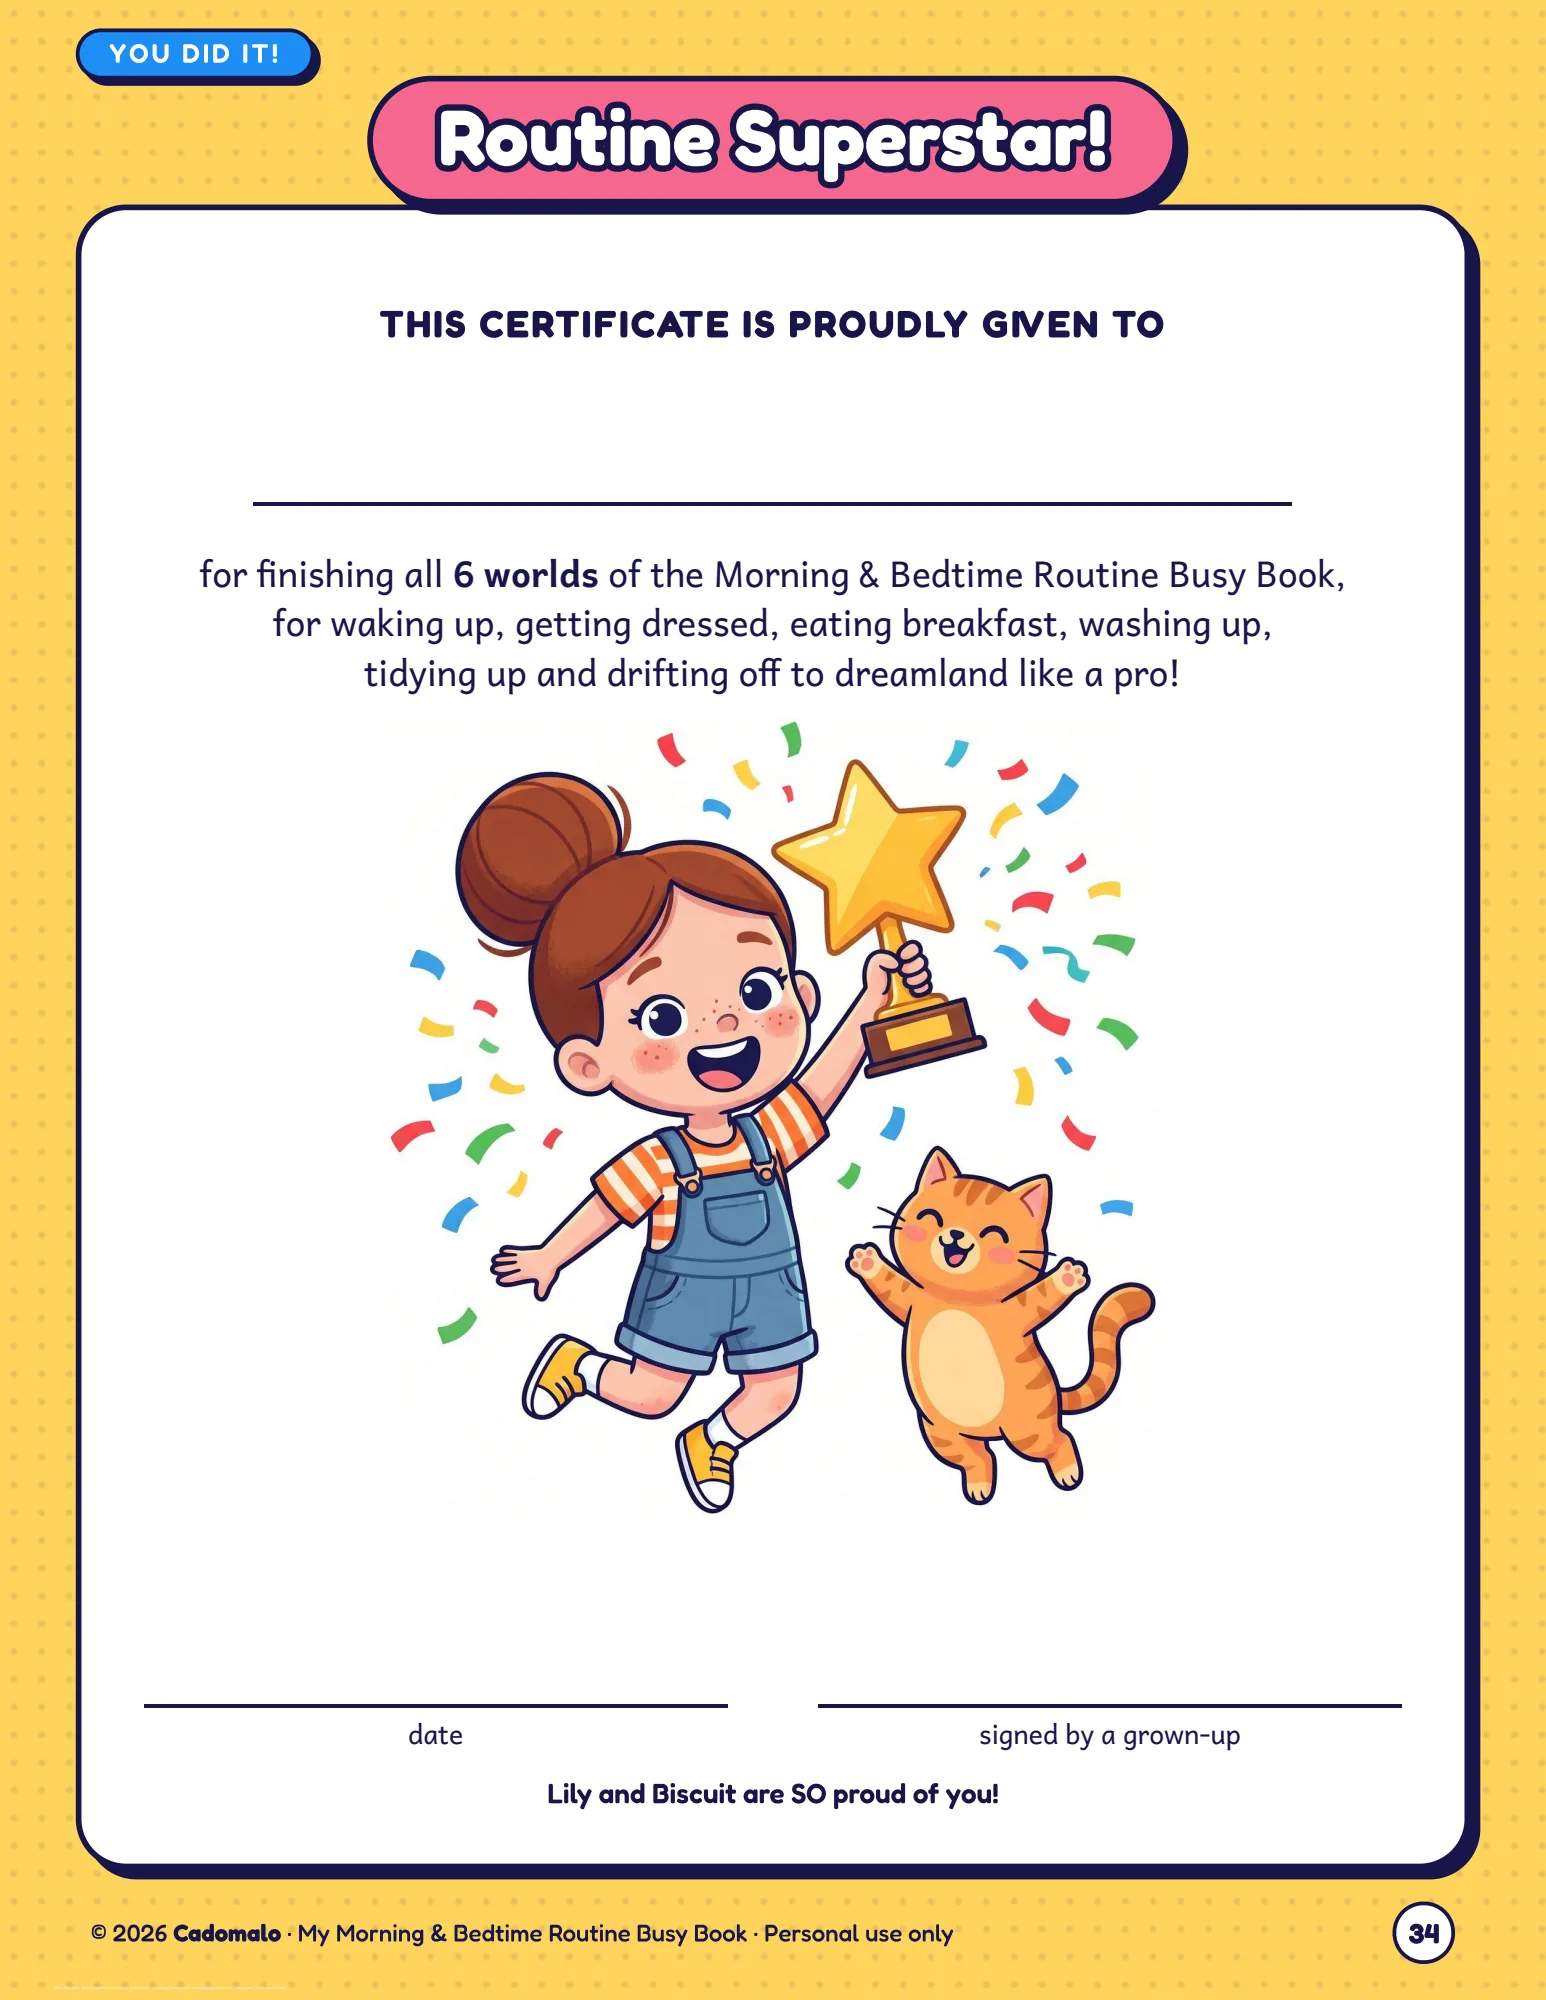 YOU DID IT!
Routine Superstar!
THIS CERTIFICATE IS PROUDLY GIVEN TO
for finishing all 6 worlds of the Morning & Bedtime Routine Busy Book,
for waking up, getting dressed, eating breakfast, washing up,
tidying up and drifting off to dreamland like a pro!
date
signed by a grown-up
Lily and Biscuit are SO proud of you!
© 2026 Cadomalo · My Morning & Bedtime Routine Busy Book · Personal use only
34